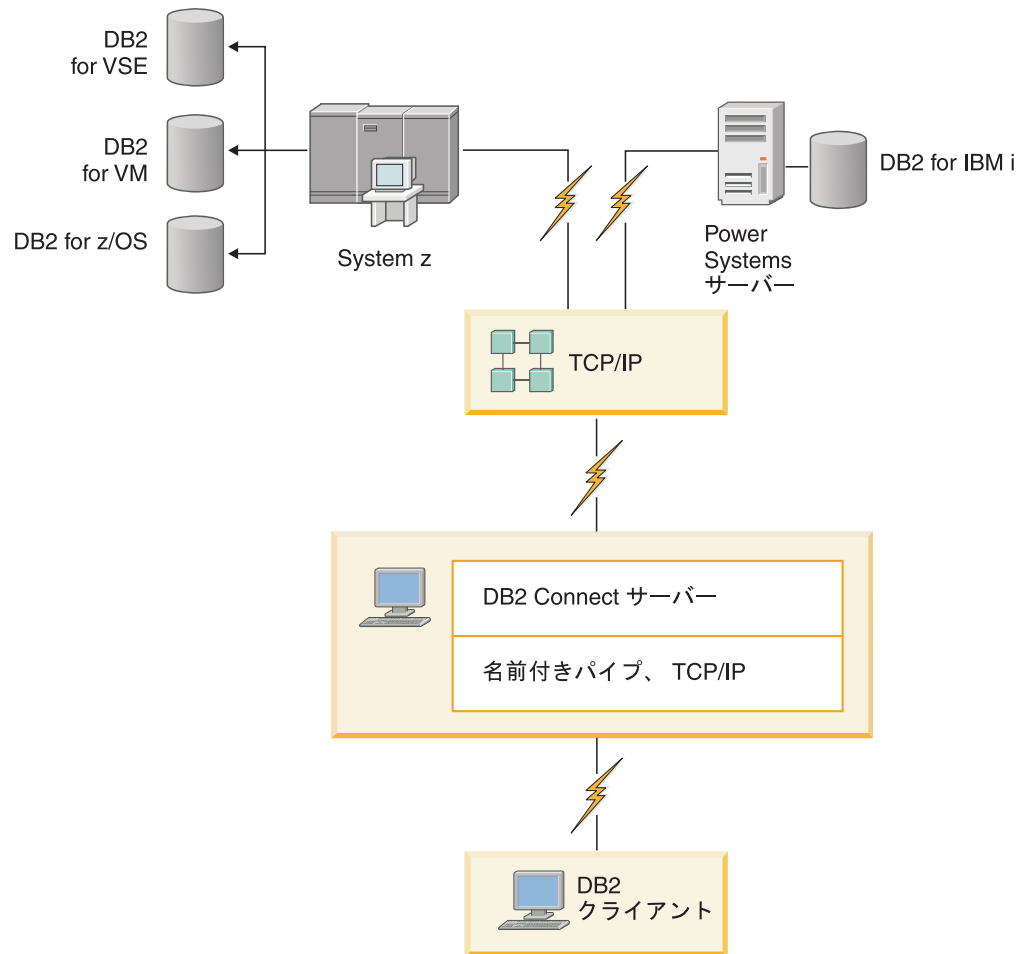 DB2
for VSE
DB2
for VM
DB2 for z/OS
System z
DB2 for IBM i
Power
Systems
サーバー
TCP/IP
DB2 Connect サーバー
名前付きパイプ、 TCP/IP
DB2
クライアント